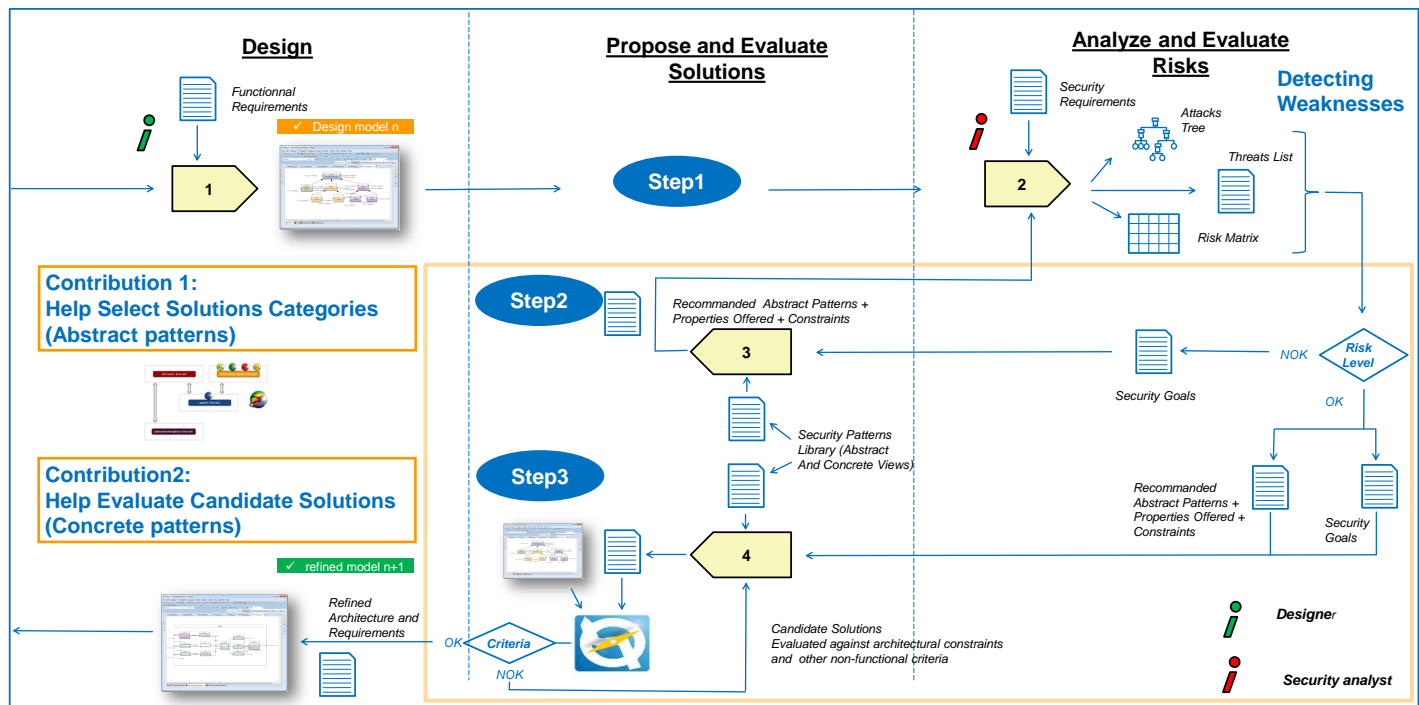 Design
Propose and Evaluate
Solutions
Analyze and Evaluate
Risks
Detecting
Weaknesses
Functionnal
Requirements
✓ Design model n
1
Step1
Security
Requirements
Attacks
Tree
2
Threats List
Risk Matrix
Contribution 1:
Help Select Solutions Categories
(Abstract patterns)
Step2
Recommanded Abstract Patterns +
Properties Offered + Constraints
3
Security Goals
NOK
Risk
Level
OK
Security Patterns
Library (Abstract
And Concrete Views)
Contribution2:
Help Evaluate Candidate Solutions
(Concrete patterns)
Step3
Recommanded
Abstract Patterns +
Properties Offered +
Constraints
Security
Goals
4
✓ refined model n+1
Refined
Architecture and
Requirements
OK
Criteria
NOK
Candidate Solutions
Evaluated against architectural constraints
and other non-functional criteria
Designer
Security analyst